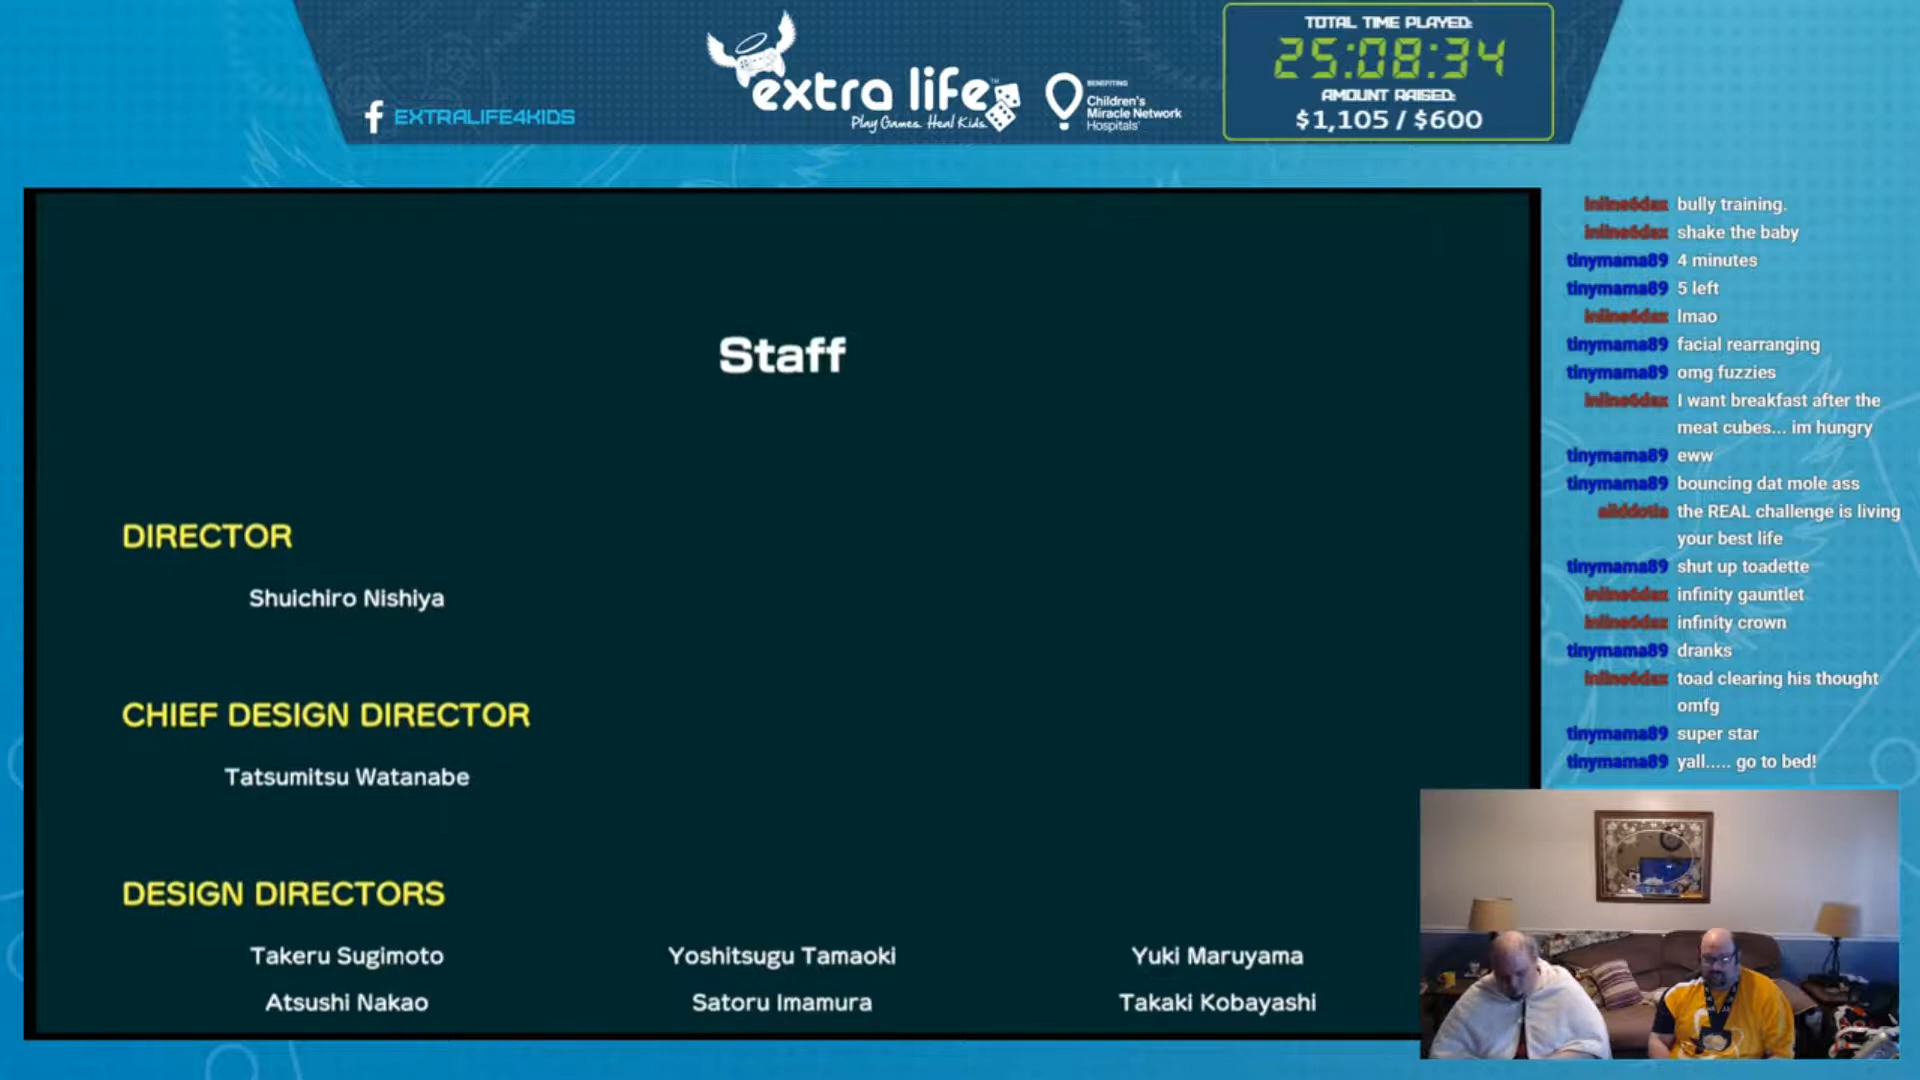 extra life™
Play Games. Heal Kids.
BENEFITING
Children's
Miracle Network
Hospitals
EXTRALIFE4KIDS
TOTAL TIME PLAYED:
25:08:34
AMOUNT RAISED:
$1,105 / $600
Staff
DIRECTOR
Shuichiro Nishiya
CHIEF DESIGN DIRECTOR
Tatsumitsu Watanabe
DESIGN DIRECTORS
Takeru Sugimoto Yoshitsugu Tamaoki Yuki Maruyama
Atsushi Nakao Satoru Imamura Takaki Kobayashi
bully training.
shake the baby
tinymama89 4 minutes
tinymama89 5 left
lmao
tinymama89 facial rearranging
tinymama89 omg fuzzies
I want breakfast after the
meat cubes... im hungry
tinymama89 eww
tinymama89 bouncing dat mole ass
the REAL challenge is living
your best life
tinymama89 shut up toadette
infinity gauntlet
infinity crown
tinymama89 dranks
toad clearing his thought
omfg
tinymama89 super star
tinymama89 yall..... go to bed!